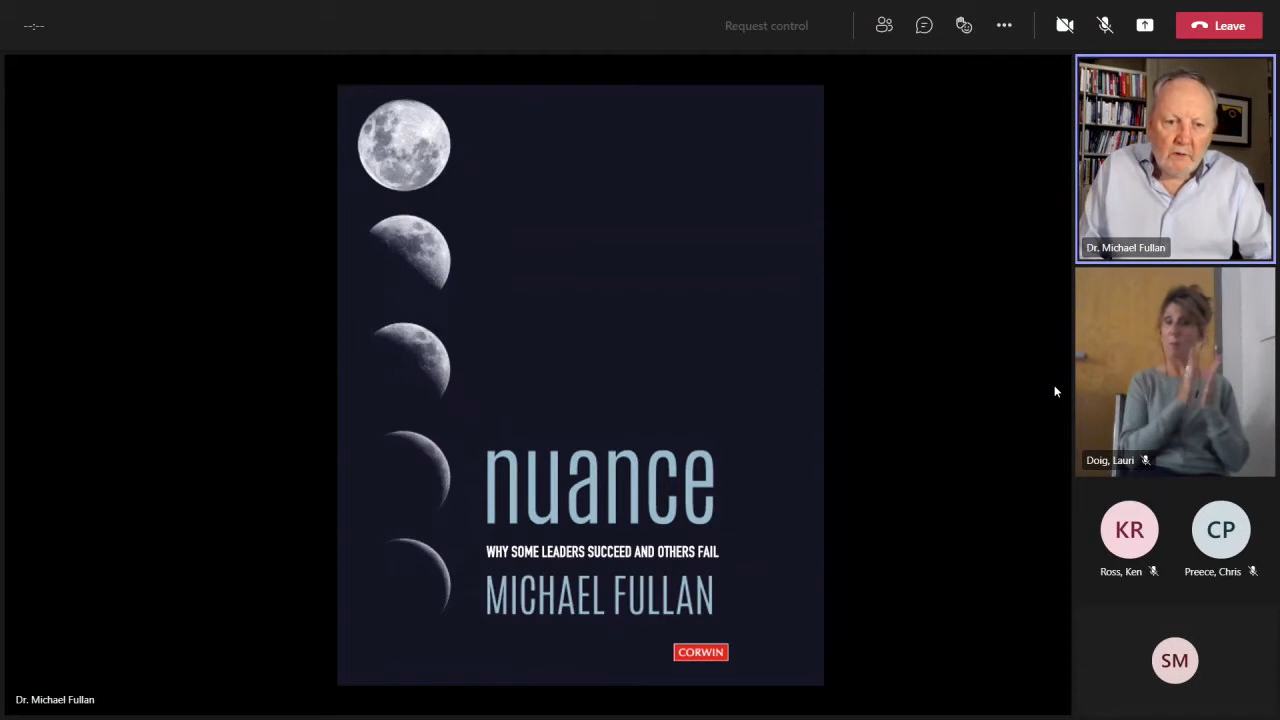 --:--
Request control
Leave
nuance
WHY SOME LEADERS SUCCEED AND OTHERS FAIL
MICHAEL FULLAN
CORWIN
Dr. Michael Fullan
Dr. Michael Fullan
Doig, Lauri
KR
CP
Ross, Ken
Preece, Chris
SM